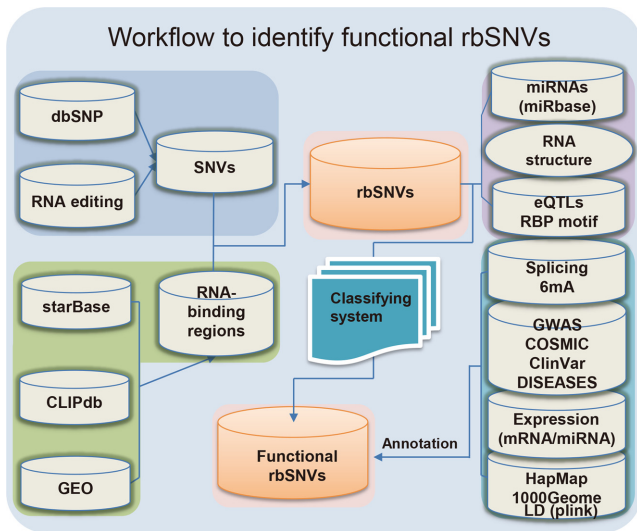 Workflow to identify functional rbSNVs
dbSNP
RNA editing
SNVs
rbSNVs
miRNAs
(miRbase)
RNA
structure
eQTLs
RBP motif
starBase
CLIPdb
GEO
RNA-
binding
regions
Classifying
system
Splicing
6mA
GWAS
COSMIC
ClinVar
DISEASES
Expression
(mRNA/miRNA)
HapMap
1000Geome
LD (plink)
Annotation
Functional
rbSNVs